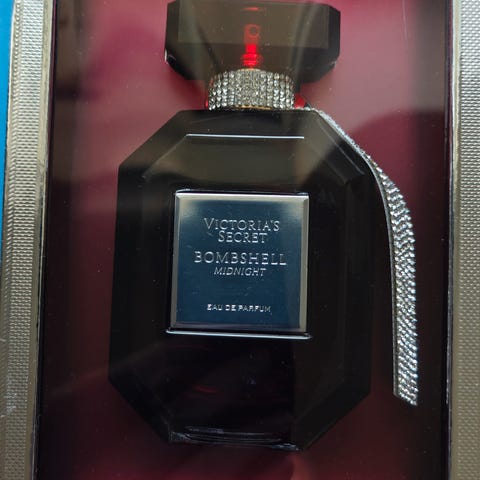 VICTORIA'S
SECRET
BOMBSHELL
MIDNIGHT
EAU DE PARFUM